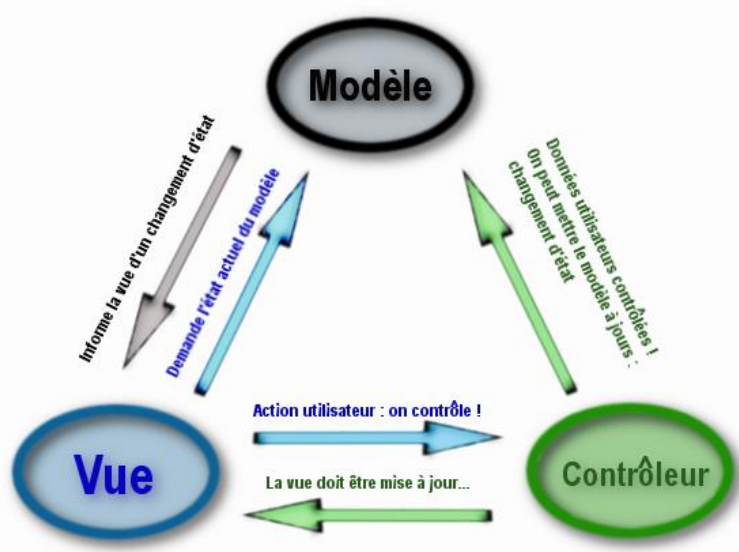 Modèle
Informe la vue d'un changement d'état
Demande l'état actuel du modèle
Données utilisateurs contrôlées !
On peut mettre le modèle à jours :
changement d'état
Action utilisateur : on contrôle !
Vue
La vue doit être mise à jour...
Contrôleur